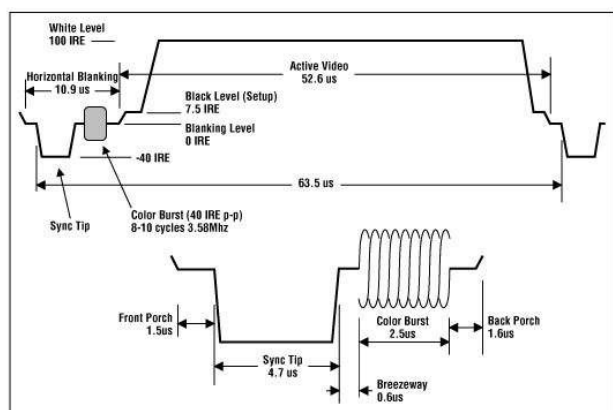 White Level
100 IRE
Horizontal Blanking
10.9 us
Active Video
52.6 us
Black Level (Setup)
7.5 IRE
Blanking Level
0 IRE
-40 IRE
63.5 us
Sync Tip
Color Burst (40 IRE p-p)
8-10 cycles 3.58Mhz
Front Porch
1.5us
Color Burst
2.5us
Back Porch
1.6us
Sync Tip
4.7 us
Breezeway
0.6us